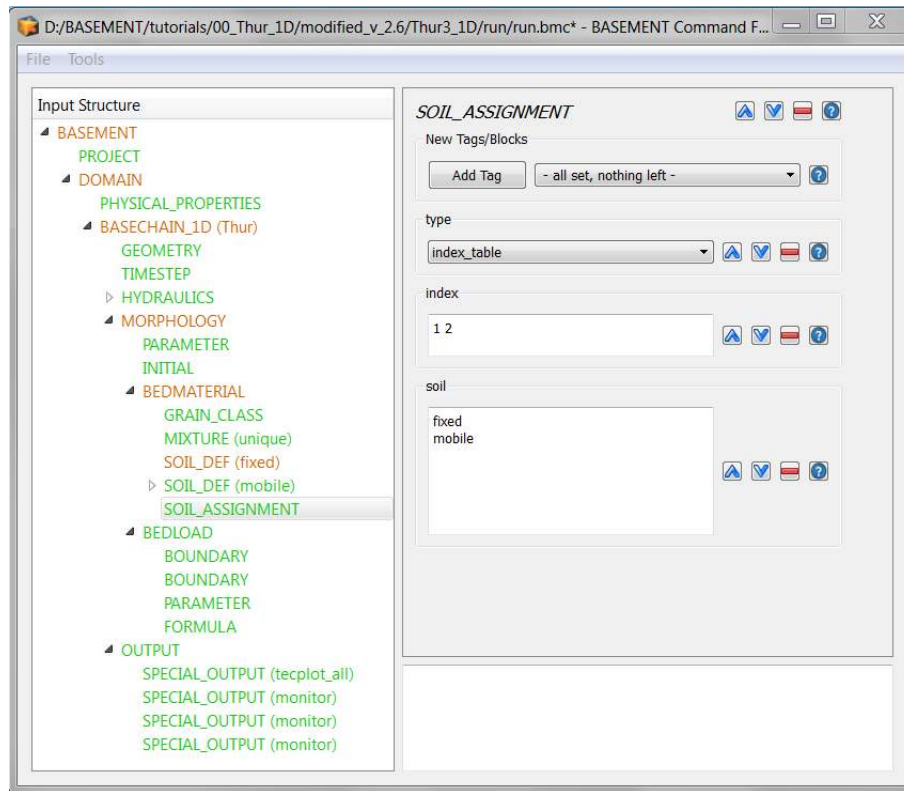 D:/BASEMENT/tutorials/00_Thur_1D/modified_v_2.6/Thur3_1D/run/run.bmc* - BASEMENT Command F...
File Tools
Input Structure
BASEMENT
PROJECT
DOMAIN
PHYSICAL_PROPERTIES
BASECHAIN_1D (Thur)
GEOMETRY
TIMESTEP
HYDRAULICS
MORPHOLOGY
PARAMETER
INITIAL
BEDMATERIAL
GRAIN_CLASS
MIXTURE (unique)
SOIL_DEF (fixed)
SOIL_DEF (mobile)
SOIL_ASSIGNMENT
BEDLOAD
BOUNDARY
BOUNDARY
PARAMETER
FORMULA
OUTPUT
SPECIAL_OUTPUT (tecplot_all)
SPECIAL_OUTPUT (monitor)
SPECIAL_OUTPUT (monitor)
SPECIAL_OUTPUT (monitor)
SOIL_ASSIGNMENT
New Tags/Blocks
Add Tag - all set, nothing left -
type
index_table
index
1 2
soil
fixed
mobile